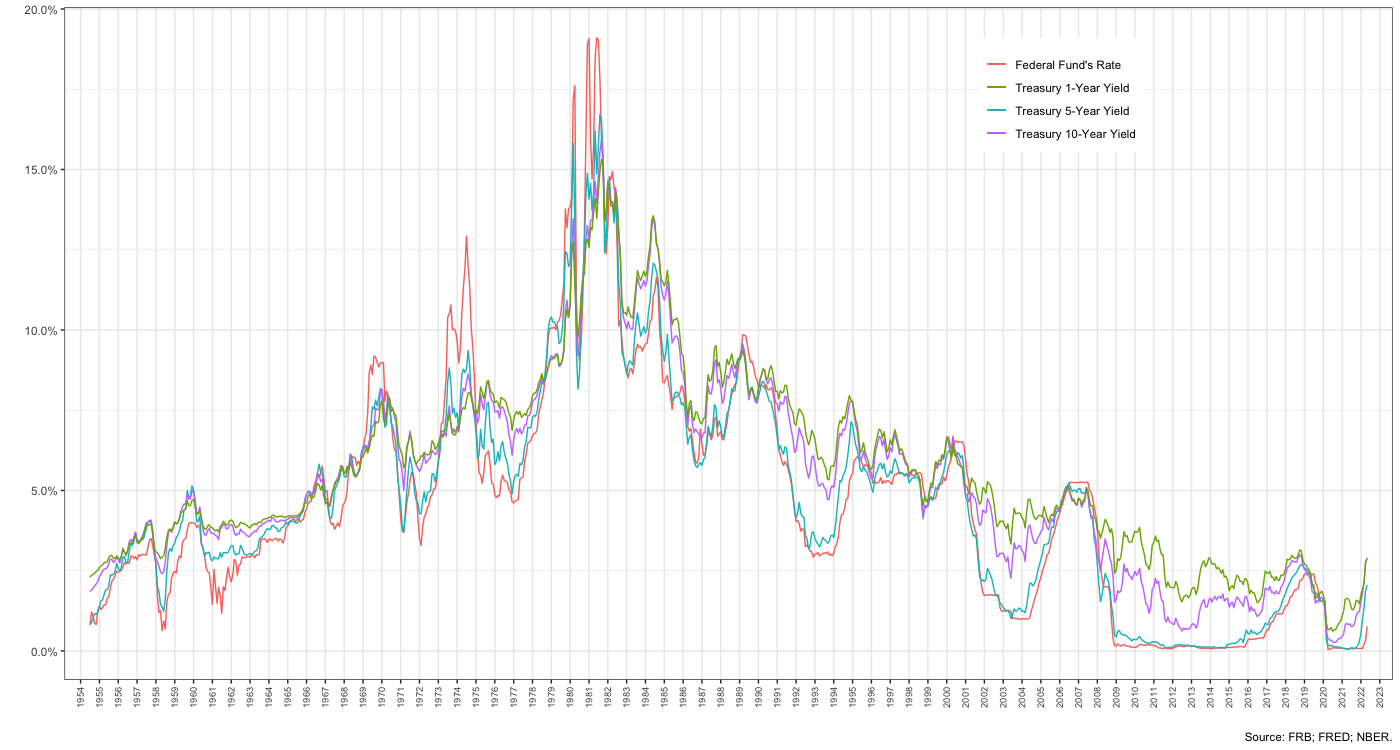 20.0%
15.0%
10.0%
5.0%
0.0%
Federal Fund's Rate
Treasury 1-Year Yield
Treasury 5-Year Yield
Treasury 10-Year Yield
1954 1955 1956 1957 1958 1959 1960 1961 1962 1963 1964 1965 1966 1967 1968 1969 1970 1971 1972 1973 1974 1975 1976 1977 1978 1979 1980 1981 1982 1983 1984 1985 1986 1987 1988 1989 1990 1991 1992 1993 1994 1995 1996 1997 1998 1999 2000 2001 2002 2003 2004 2005 2006 2007 2008 2009 2010 2011 2012 2013 2014 2015 2016 2017 2018 2019 2020 2021 2022 2023
Source: FRB; FRED; NBER.